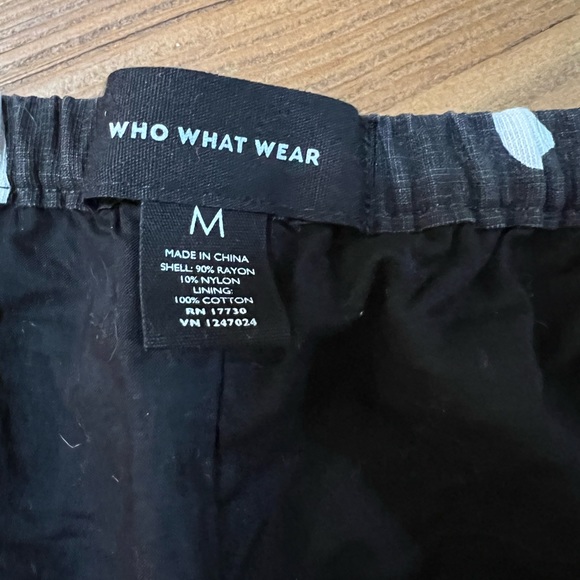 WHO WHAT WEAR
M
MADE IN CHINA
SHELL: 90% RAYON
10% NYLON
LINING:
100% COTTON
RN 17730
VN 1247024